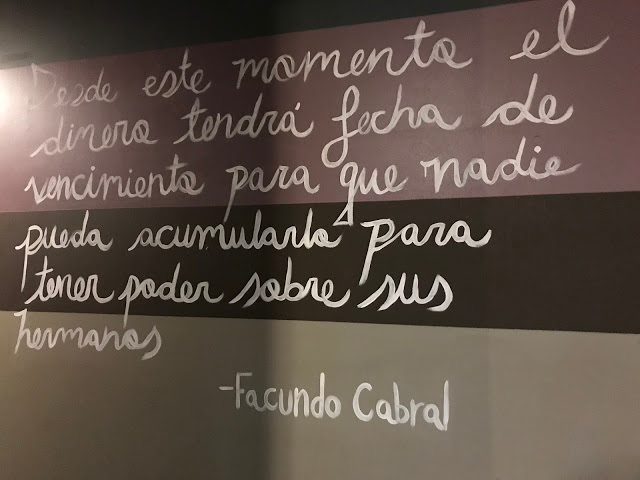 Desde este momento el
dinero tendrá fecha de
vencimiento para que nadie
pueda acumularlo para
tener poder sobre sus
hermanos
-Facundo Cabral